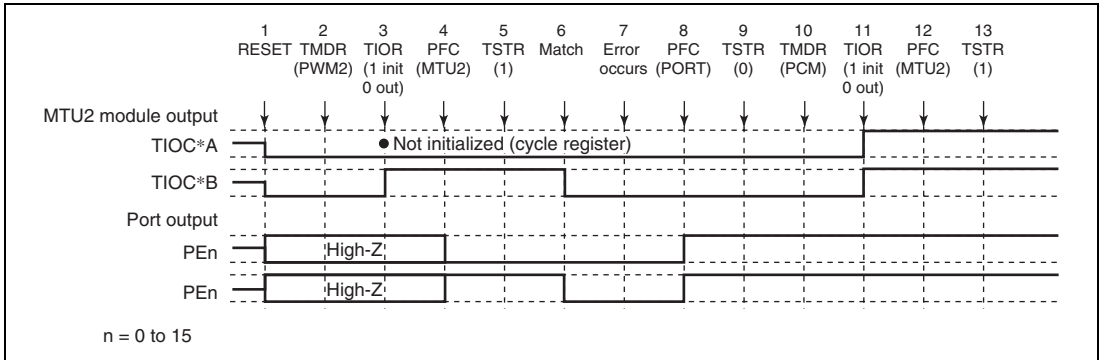 1 2 3 4 5 6 7 8 9 10 11 12 13
RESET TMDR TIOR PFC TSTR Match Error PFC TSTR TMDR TIOR PFC TSTR
(PWM2) (1 init (MTU2) (1) occurs (PORT) (0) (PCM) (1 init (MTU2) (1)
0 out) 0 out)
MTU2 module output
TIOC*A
● Not initialized (cycle register)
TIOC*B
Port output
PEn
High-Z
PEn
High-Z
n = 0 to 15